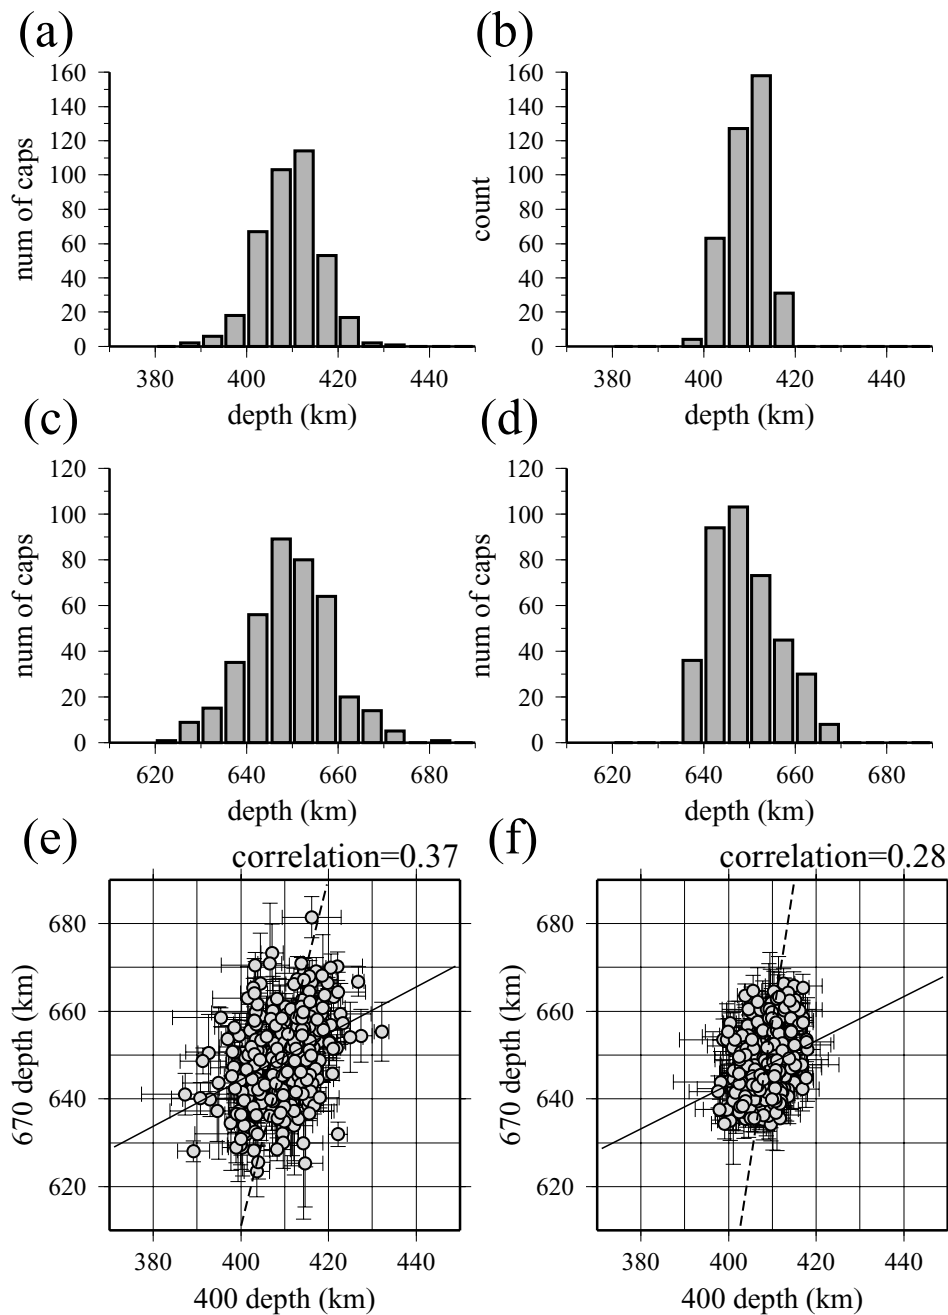 (a)
160
140
120
100
80
60
40
20
0
num of caps
380 400 420 440
depth (km)
(b)
160
140
120
100
80
60
40
20
0
count
380 400 420 440
depth (km)
(c)
120
100
80
60
40
20
0
num of caps
620 640 660 680
depth (km)
(d)
120
100
80
60
40
20
0
num of caps
620 640 660 680
depth (km)
(e)
correlation=0.37
680
660
640
620
670 depth (km)
380 400 420 440
400 depth (km)
(f)
correlation=0.28
680
660
640
620
670 depth (km)
380 400 420 440
400 depth (km)